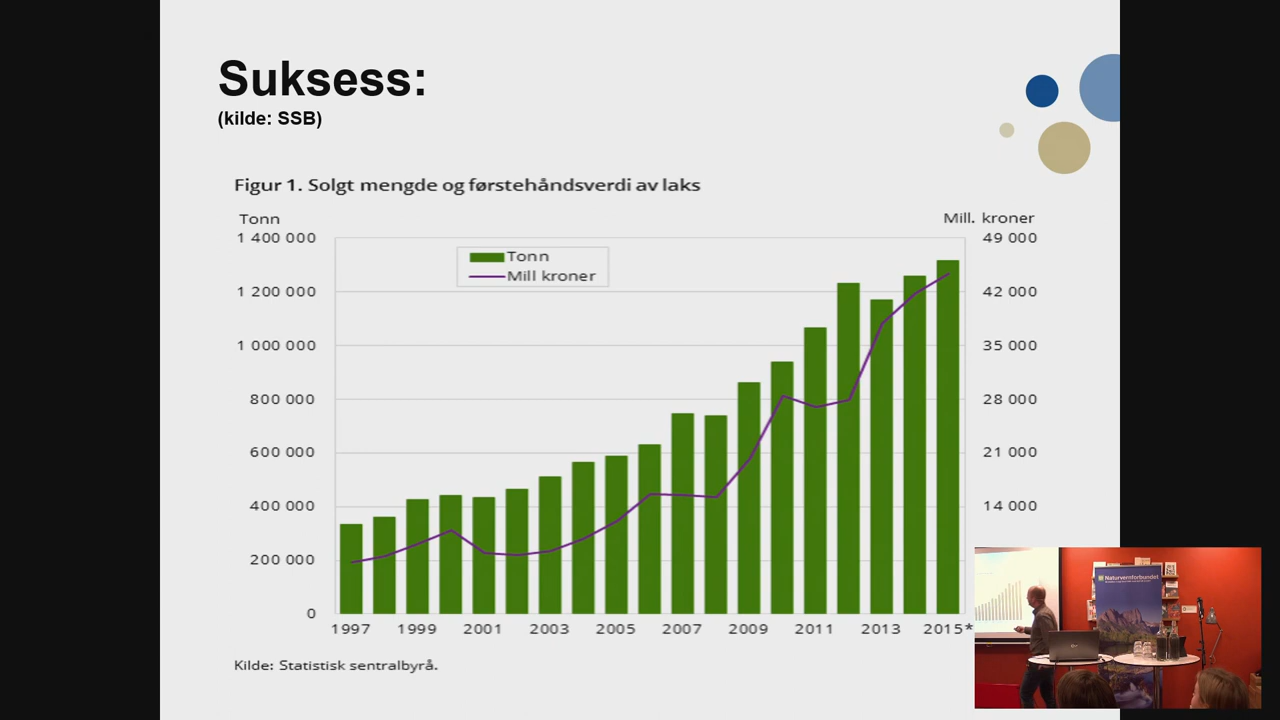 Suksess:
(kilde: SSB)
Figur 1. Solgt mengde og førstehåndsverdi av laks
Tonn
Mill. kroner
1 400 000
49 000
Tonn
Mill kroner
1 200 000
42 000
1 000 000
35 000
800 000
28 000
600 000
21 000
400 000
14 000
200 000
0
1997 1999 2001 2003 2005 2007 2009 2011 2013 2015*
Kilde: Statistisk sentralbyrå.
Naturvernforbundet